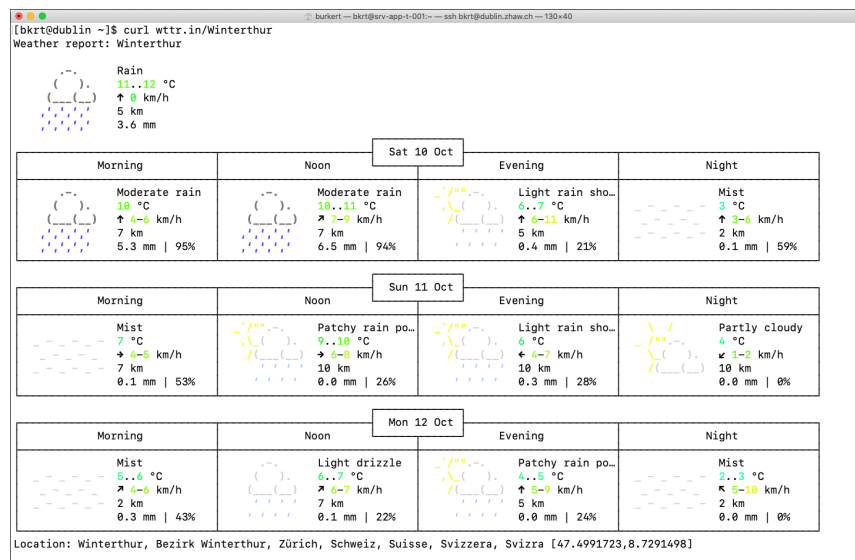 burkert — bkrt@srv-app-t-001:~ — ssh bkrt@dublin.zhaw.ch — 130×40
[bkrt@dublin ~]$ curl wttr.in/Winterthur
Weather report: Winterthur
Rain
11..12 °C
↑ 0 km/h
5 km
3.6 mm
Sat 10 Oct
Morning Noon Evening Night
Moderate rain Moderate rain Light rain sho… Mist
10 °C 10..11 °C 6..7 °C 3 °C
↑ 4–6 km/h ↗ 7–9 km/h ↑ 6–11 km/h ↑ 3–6 km/h
7 km 7 km 5 km 2 km
5.3 mm | 95% 6.5 mm | 94% 0.4 mm | 21% 0.1 mm | 59%
Sun 11 Oct
Morning Noon Evening Night
Mist Patchy rain po… Light rain sho… Partly cloudy
7 °C 9..10 °C 6 °C 4 °C
→ 4–5 km/h → 6–8 km/h ← 4–7 km/h ↙ 1–2 km/h
7 km 10 km 10 km 10 km
0.1 mm | 53% 0.0 mm | 26% 0.3 mm | 28% 0.0 mm | 0%
Mon 12 Oct
Morning Noon Evening Night
Mist Light drizzle Patchy rain po… Mist
5..6 °C 6..7 °C 4..5 °C 2..3 °C
↗ 4–6 km/h ↗ 6–7 km/h ↑ 5–9 km/h ↖ 5–10 km/h
2 km 7 km 5 km 2 km
0.3 mm | 43% 0.1 mm | 22% 0.0 mm | 24% 0.0 mm | 0%
Location: Winterthur, Bezirk Winterthur, Zürich, Schweiz, Suisse, Svizzera, Svizra [47.4991723,8.7291498]